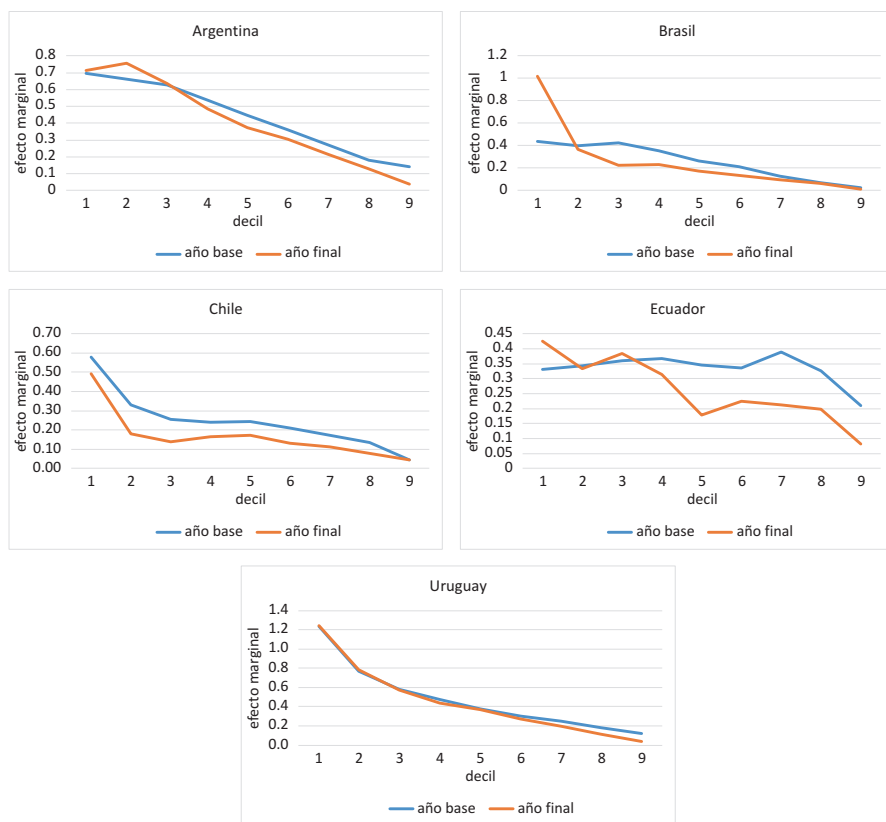 Argentina
efecto marginal
0.8
0.7
0.6
0.5
0.4
0.3
0.2
0.1
0
1 2 3 4 5 6 7 8 9
decil
año base año final
Brasil
efecto marginal
1.2
1
0.8
0.6
0.4
0.2
0
1 2 3 4 5 6 7 8 9
decil
año base año final
Chile
efecto marginal
0.70
0.60
0.50
0.40
0.30
0.20
0.10
0.00
1 2 3 4 5 6 7 8 9
decil
año base año final
Ecuador
efecto marginal
0.45
0.4
0.35
0.3
0.25
0.2
0.15
0.1
0.05
0
1 2 3 4 5 6 7 8 9
decil
año base año final
Uruguay
efecto marginal
1.4
1.2
1.0
0.8
0.6
0.4
0.2
0.0
1 2 3 4 5 6 7 8 9
decil
año base año final